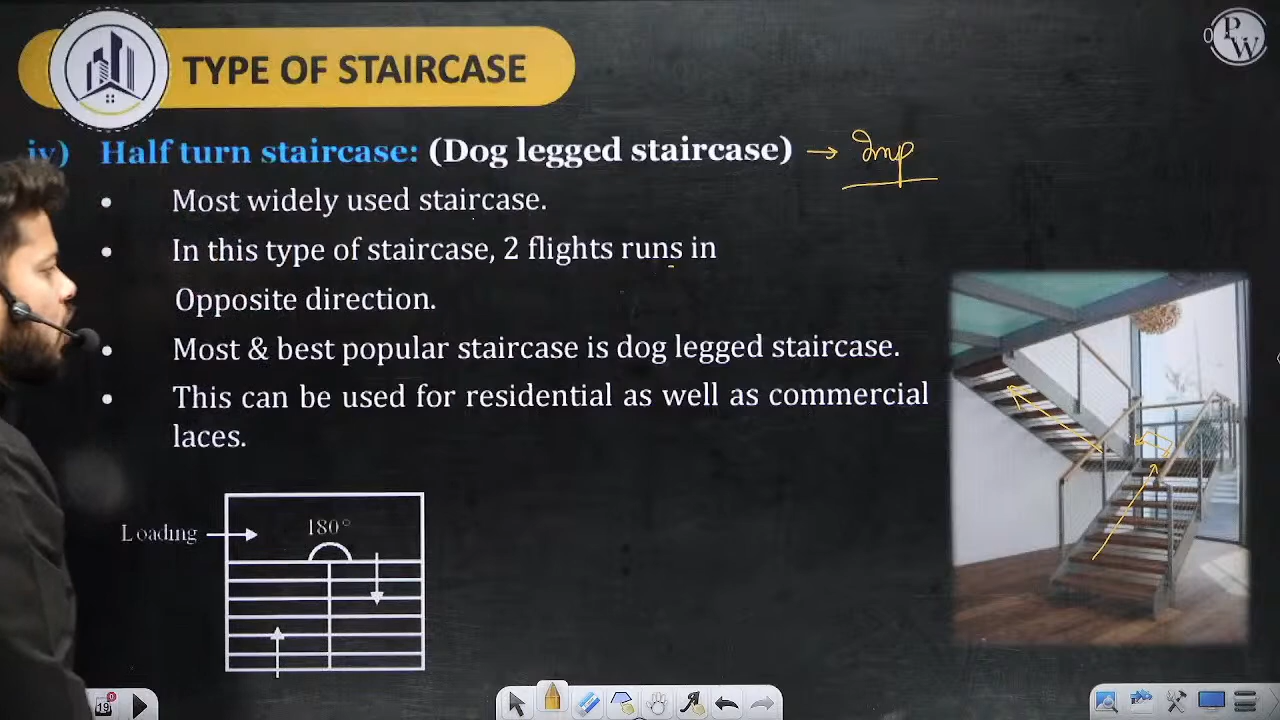 TYPE OF STAIRCASE
PW
iv) Half turn staircase: (Dog legged staircase) → Imp
• Most widely used staircase.
• In this type of staircase, 2 flights runs in
Opposite direction.
• Most & best popular staircase is dog legged staircase.
• This can be used for residential as well as commercial
laces.
Loading
180°
19